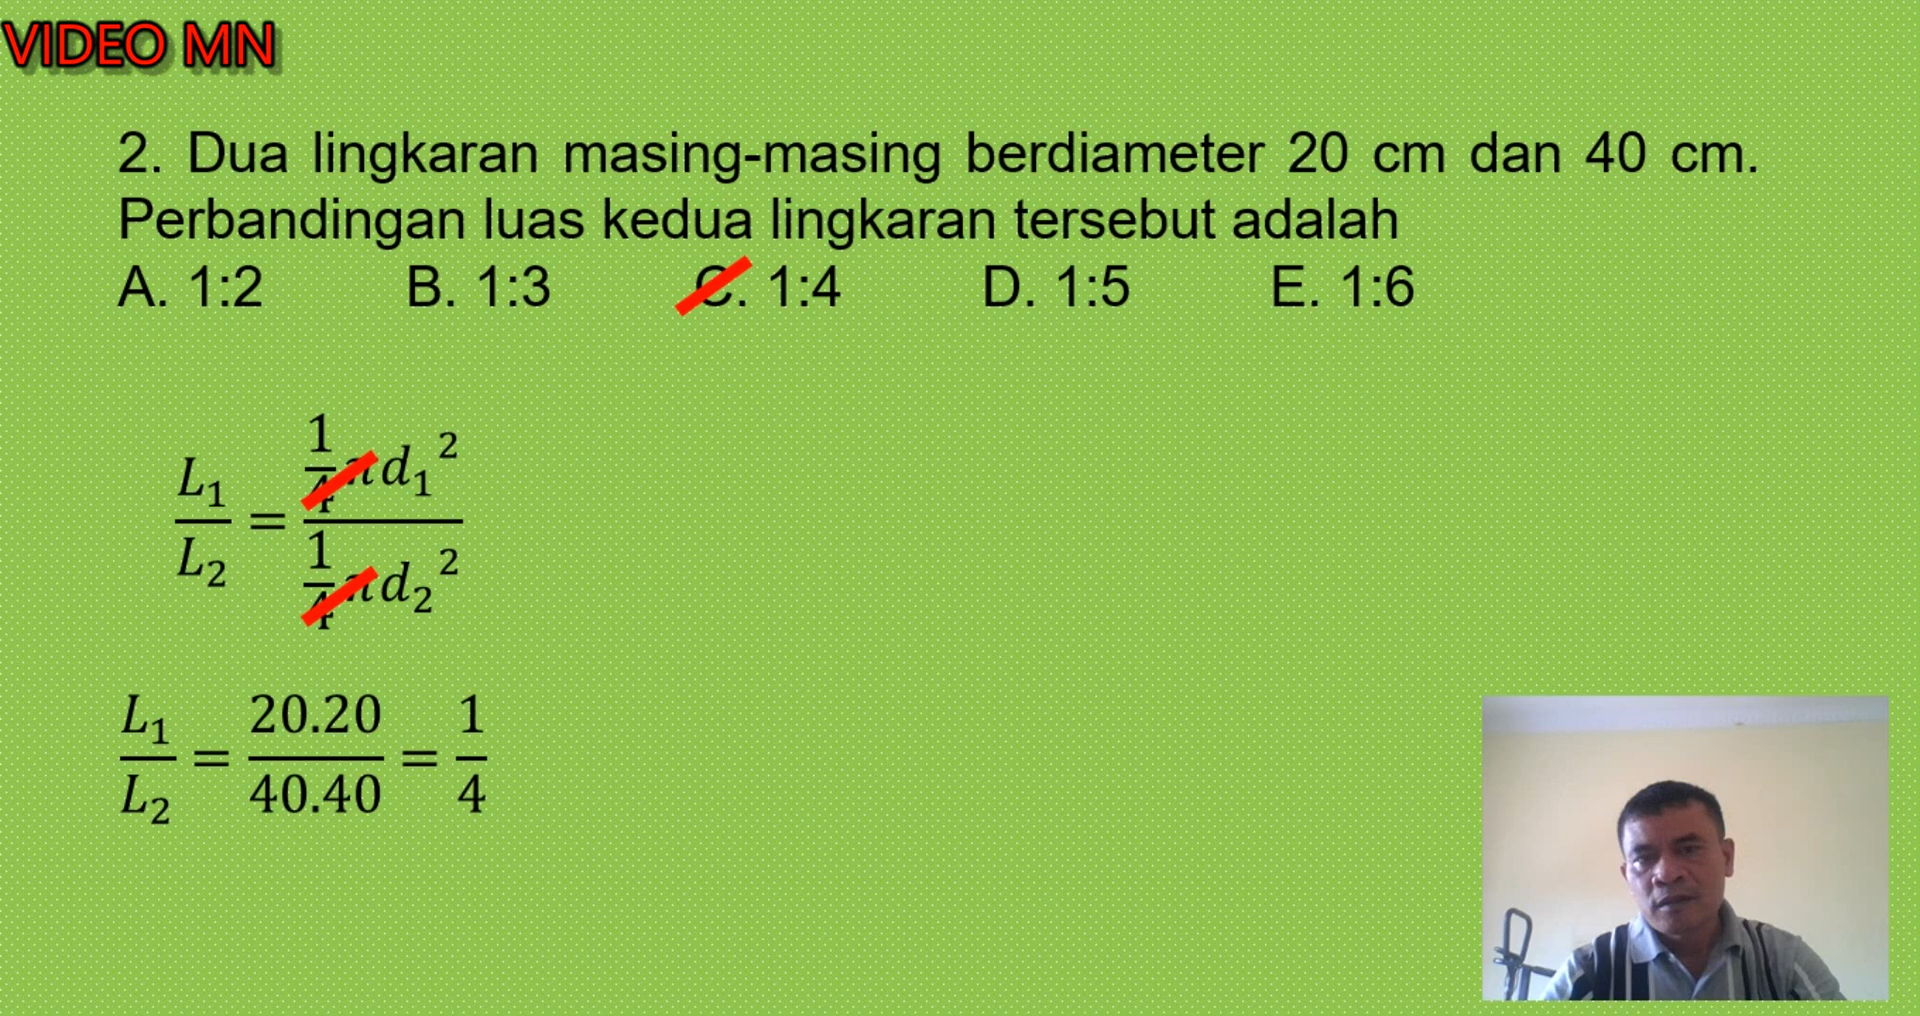 VIDEO MN
2. Dua lingkaran masing-masing berdiameter 20 cm dan 40 cm.
Perbandingan luas kedua lingkaran tersebut adalah
A. 1:2 B. 1:3 C. 1:4 D. 1:5 E. 1:6
L₁/L₂ = (1/4 π d₁²)/(1/4 π d₂²)
L₁/L₂ = 20.20/40.40 = 1/4